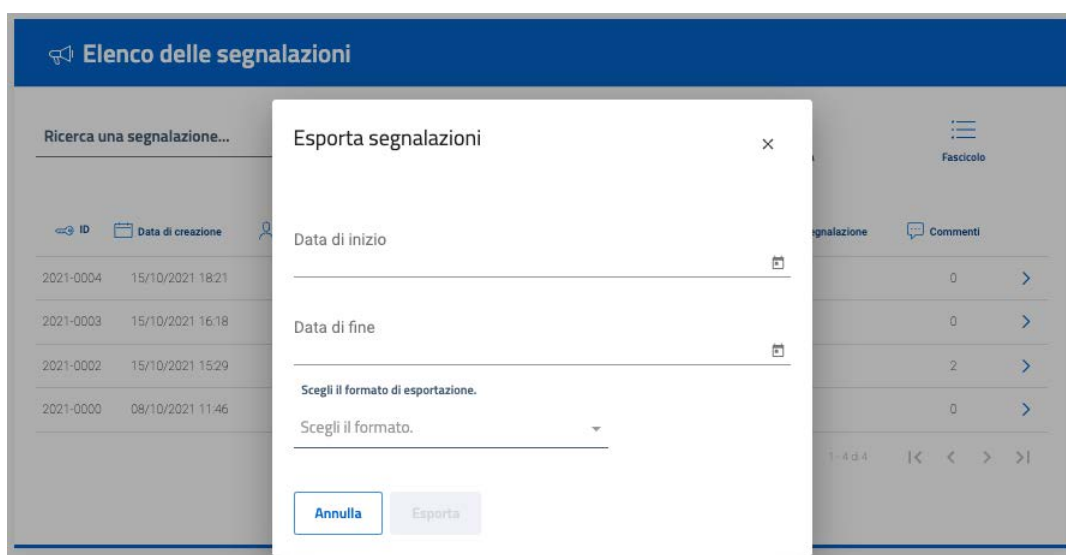 Elenco delle segnalazioni
Ricerca una segnalazione...
Fascicolo
Esporta segnalazioni
ID Data di creazione
Commenti
Data di inizio
2021-0004 15/10/2021 18:21 0
2021-0003 15/10/2021 16:18 0
Data di fine
2021-0002 15/10/2021 15:29 2
Scegli il formato di esportazione.
2021-0000 08/10/2021 11:46 0
Scegli il formato.
1-4 di 4
Annulla Esporta